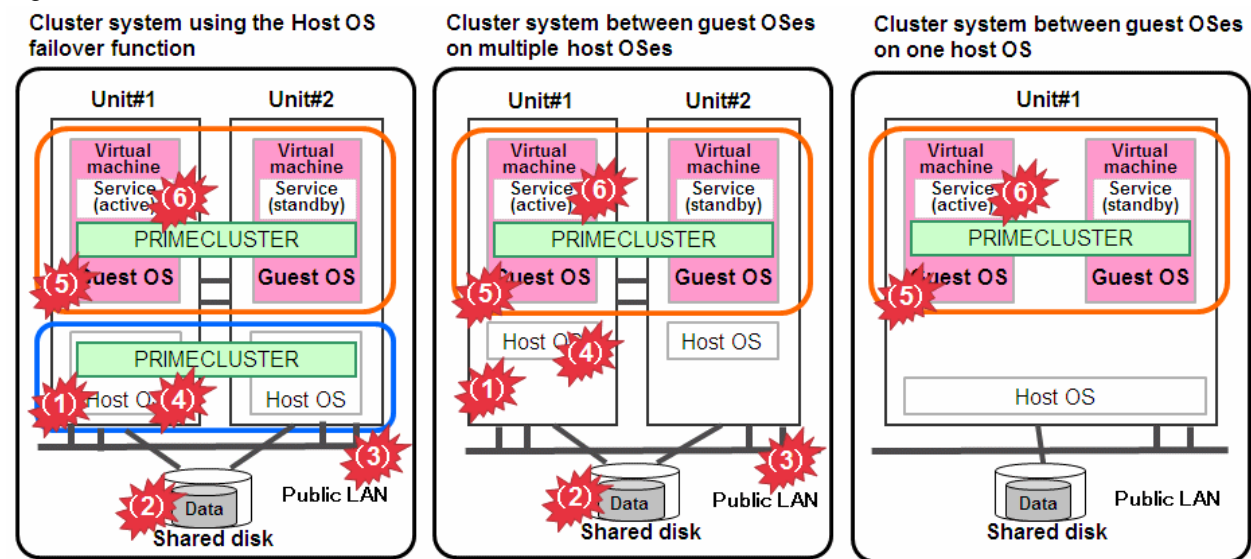 Cluster system using the Host OS
failover function
Unit#1 Unit#2
Virtual
machine
Service
(active)
(6)
Virtual
machine
Service
(standby)
PRIMECLUSTER
(5)
Guest OS
Guest OS
PRIMECLUSTER
(1)
Host OS
(4)
Host OS
(3)
(2)
Data
Public LAN
Shared disk
Cluster system between guest OSes
on multiple host OSes
Unit#1 Unit#2
Virtual
machine
Service
(active)
(6)
Virtual
machine
Service
(standby)
PRIMECLUSTER
(5)
Guest OS
Guest OS
Host OS
(4)
Host OS
(1)
(3)
(2)
Data
Public LAN
Shared disk
Cluster system between guest OSes
on one host OS
Unit#1
Virtual
machine
Service
(active)
(6)
Virtual
machine
Service
(standby)
PRIMECLUSTER
(5)
Guest OS
Guest OS
Host OS
Data
Public LAN
Shared disk